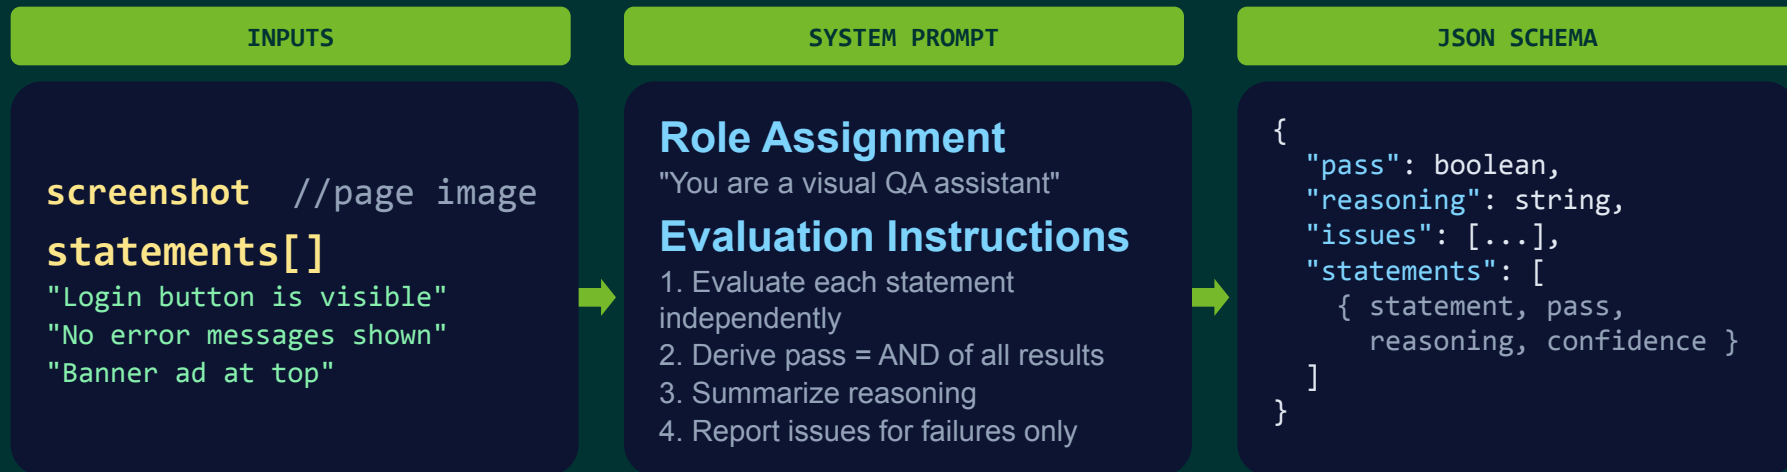 INPUTS
screenshot //page image
statements[]
"Login button is visible"
"No error messages shown"
"Banner ad at top"
SYSTEM PROMPT
Role Assignment
"You are a visual QA assistant"
Evaluation Instructions
1. Evaluate each statement
independently
2. Derive pass = AND of all results
3. Summarize reasoning
4. Report issues for failures only
JSON SCHEMA
{
"pass": boolean,
"reasoning": string,
"issues": [...],
"statements": [
{ statement, pass,
reasoning, confidence }
]
}